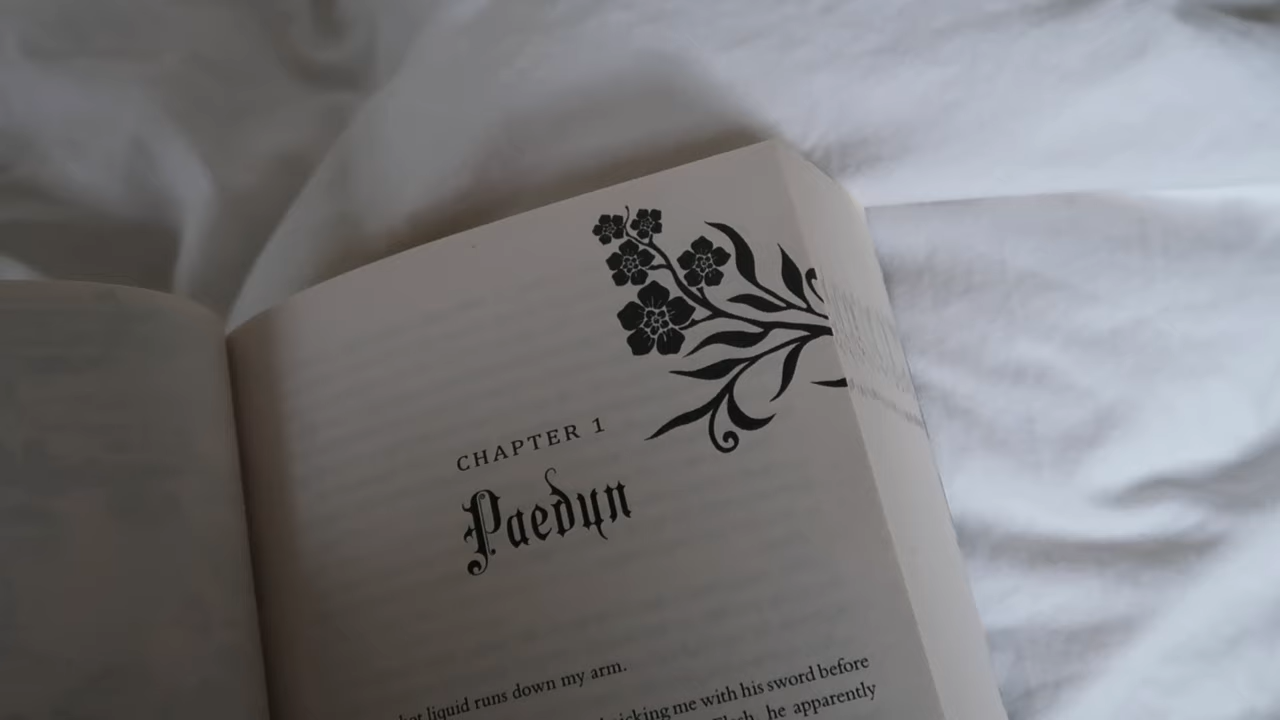 CHAPTER 1
Paedyn
liquid runs down my arm.
me with his sword before
he apparently